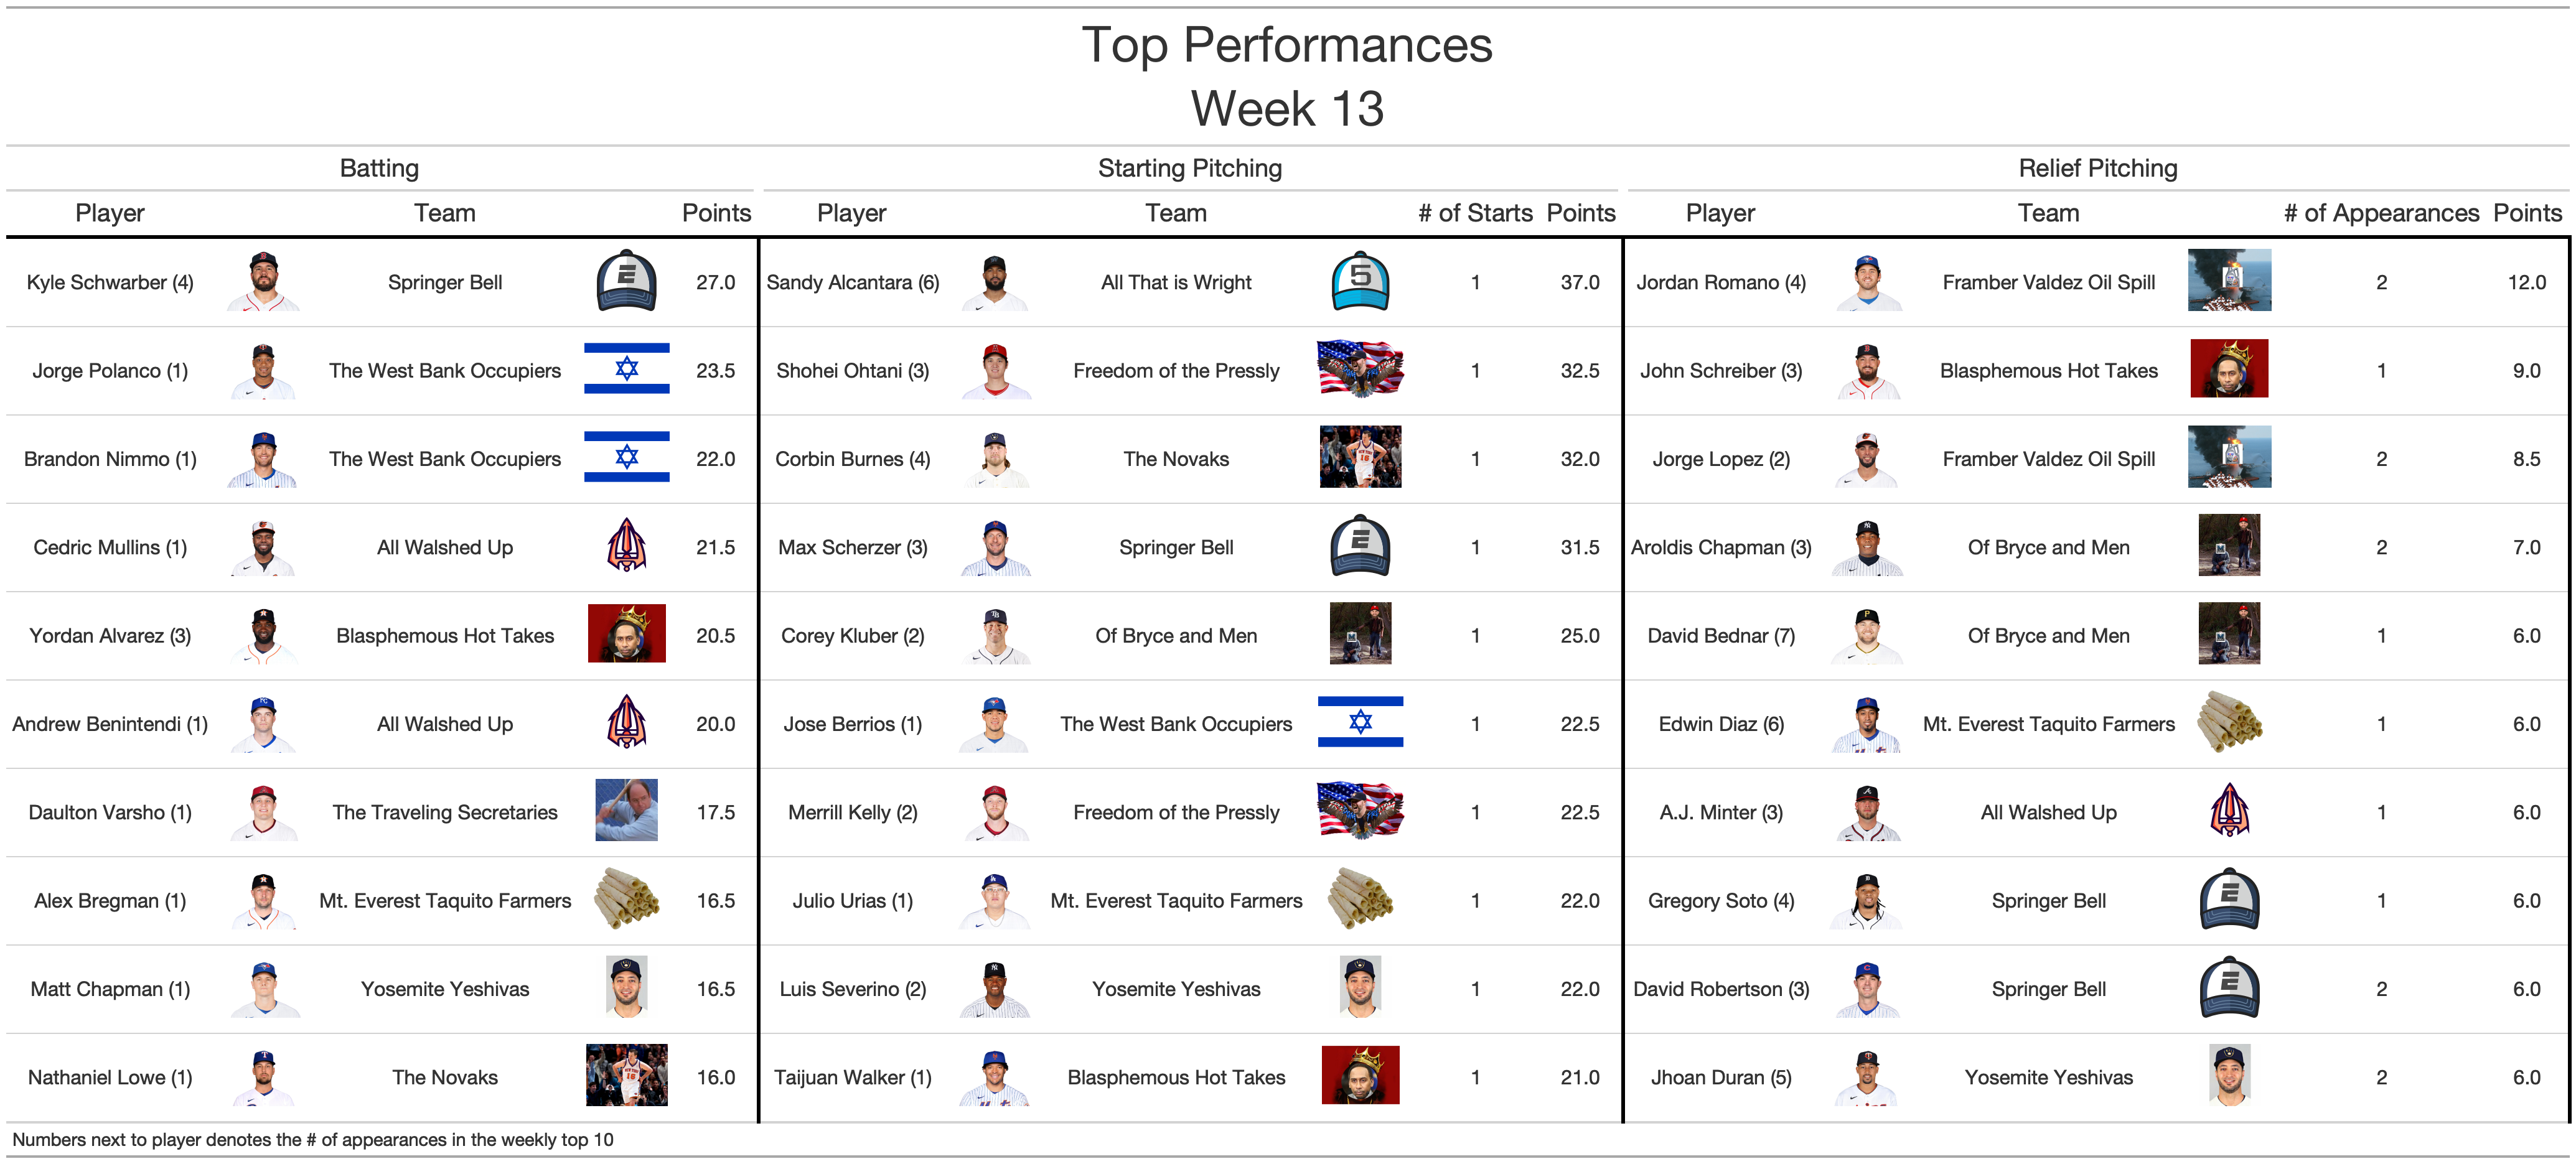 Top Performances
Week 13
Batting Starting Pitching Relief Pitching
Player Team Points Player Team # of Starts Points Player Team # of Appearances Points
Kyle Schwarber (4) Springer Bell 27.0 Sandy Alcantara (6) All That is Wright 1 37.0 Jordan Romano (4) Framber Valdez Oil Spill 2 12.0
Jorge Polanco (1) The West Bank Occupiers 23.5 Shohei Ohtani (3) Freedom of the Pressly 1 32.5 John Schreiber (3) Blasphemous Hot Takes 1 9.0
Brandon Nimmo (1) The West Bank Occupiers 22.0 Corbin Burnes (4) The Novaks 1 32.0 Jorge Lopez (2) Framber Valdez Oil Spill 2 8.5
Cedric Mullins (1) All Walshed Up 21.5 Max Scherzer (3) Springer Bell 1 31.5 Aroldis Chapman (3) Of Bryce and Men 2 7.0
Yordan Alvarez (3) Blasphemous Hot Takes 20.5 Corey Kluber (2) Of Bryce and Men 1 25.0 David Bednar (7) Of Bryce and Men 1 6.0
Andrew Benintendi (1) All Walshed Up 20.0 Jose Berrios (1) The West Bank Occupiers 1 22.5 Edwin Diaz (6) Mt. Everest Taquito Farmers 1 6.0
Daulton Varsho (1) The Traveling Secretaries 17.5 Merrill Kelly (2) Freedom of the Pressly 1 22.5 A.J. Minter (3) All Walshed Up 1 6.0
Alex Bregman (1) Mt. Everest Taquito Farmers 16.5 Julio Urias (1) Mt. Everest Taquito Farmers 1 22.0 Gregory Soto (4) Springer Bell 1 6.0
Matt Chapman (1) Yosemite Yeshivas 16.5 Luis Severino (2) Yosemite Yeshivas 1 22.0 David Robertson (3) Springer Bell 2 6.0
Nathaniel Lowe (1) The Novaks 16.0 Taijuan Walker (1) Blasphemous Hot Takes 1 21.0 Jhoan Duran (5) Yosemite Yeshivas 2 6.0
Numbers next to player denotes the # of appearances in the weekly top 10